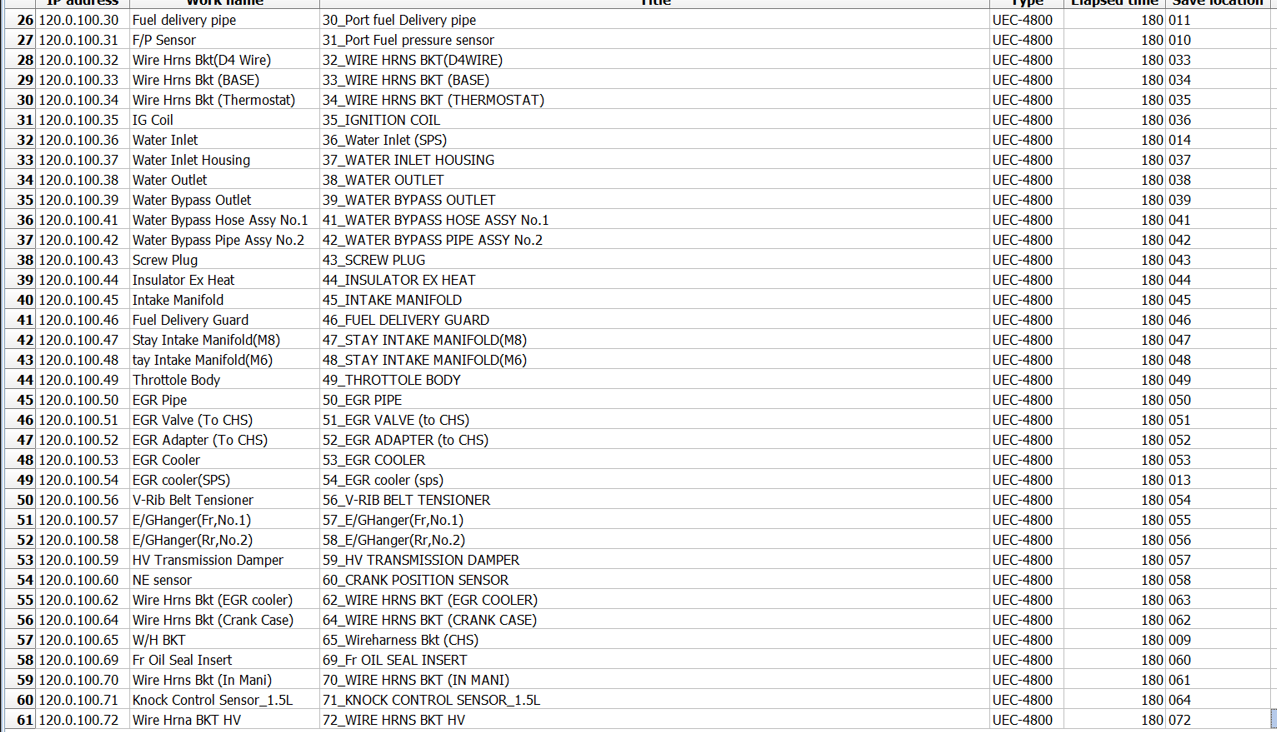 IP address Work name Title Type Elapsed time Save location
26 120.0.100.30 Fuel delivery pipe 30_Port fuel Delivery pipe UEC-4800 180 011
27 120.0.100.31 F/P Sensor 31_Port Fuel pressure sensor UEC-4800 180 010
28 120.0.100.32 Wire Hrns Bkt(D4 Wire) 32_WIRE HRNS BKT(D4WIRE) UEC-4800 180 033
29 120.0.100.33 Wire Hrns Bkt (BASE) 33_WIRE HRNS BKT (BASE) UEC-4800 180 034
30 120.0.100.34 Wire Hrns Bkt (Thermostat) 34_WIRE HRNS BKT (THERMOSTAT) UEC-4800 180 035
31 120.0.100.35 IG Coil 35_IGNITION COIL UEC-4800 180 036
32 120.0.100.36 Water Inlet 36_Water Inlet (SPS) UEC-4800 180 014
33 120.0.100.37 Water Inlet Housing 37_WATER INLET HOUSING UEC-4800 180 037
34 120.0.100.38 Water Outlet 38_WATER OUTLET UEC-4800 180 038
35 120.0.100.39 Water Bypass Outlet 39_WATER BYPASS OUTLET UEC-4800 180 039
36 120.0.100.41 Water Bypass Hose Assy No.1 41_WATER BYPASS HOSE ASSY No.1 UEC-4800 180 041
37 120.0.100.42 Water Bypass Pipe Assy No.2 42_WATER BYPASS PIPE ASSY No.2 UEC-4800 180 042
38 120.0.100.43 Screw Plug 43_SCREW PLUG UEC-4800 180 043
39 120.0.100.44 Insulator Ex Heat 44_INSULATOR EX HEAT UEC-4800 180 044
40 120.0.100.45 Intake Manifold 45_INTAKE MANIFOLD UEC-4800 180 045
41 120.0.100.46 Fuel Delivery Guard 46_FUEL DELIVERY GUARD UEC-4800 180 046
42 120.0.100.47 Stay Intake Manifold(M8) 47_STAY INTAKE MANIFOLD(M8) UEC-4800 180 047
43 120.0.100.48 tay Intake Manifold(M6) 48_STAY INTAKE MANIFOLD(M6) UEC-4800 180 048
44 120.0.100.49 Throttole Body 49_THROTTOLE BODY UEC-4800 180 049
45 120.0.100.50 EGR Pipe 50_EGR PIPE UEC-4800 180 050
46 120.0.100.51 EGR Valve (To CHS) 51_EGR VALVE (to CHS) UEC-4800 180 051
47 120.0.100.52 EGR Adapter (To CHS) 52_EGR ADAPTER (to CHS) UEC-4800 180 052
48 120.0.100.53 EGR Cooler 53_EGR COOLER UEC-4800 180 053
49 120.0.100.54 EGR cooler(SPS) 54_EGR cooler (sps) UEC-4800 180 013
50 120.0.100.56 V-Rib Belt Tensioner 56_V-RIB BELT TENSIONER UEC-4800 180 054
51 120.0.100.57 E/GHanger(Fr,No.1) 57_E/GHanger(Fr,No.1) UEC-4800 180 055
52 120.0.100.58 E/GHanger(Rr,No.2) 58_E/GHanger(Rr,No.2) UEC-4800 180 056
53 120.0.100.59 HV Transmission Damper 59_HV TRANSMISSION DAMPER UEC-4800 180 057
54 120.0.100.60 NE sensor 60_CRANK POSITION SENSOR UEC-4800 180 058
55 120.0.100.62 Wire Hrns Bkt (EGR cooler) 62_WIRE HRNS BKT (EGR COOLER) UEC-4800 180 063
56 120.0.100.64 Wire Hrns Bkt (Crank Case) 64_WIRE HRNS BKT (CRANK CASE) UEC-4800 180 062
57 120.0.100.65 W/H BKT 65_Wireharness Bkt (CHS) UEC-4800 180 009
58 120.0.100.69 Fr Oil Seal Insert 69_Fr OIL SEAL INSERT UEC-4800 180 060
59 120.0.100.70 Wire Hrns Bkt (In Mani) 70_WIRE HRNS BKT (IN MANI) UEC-4800 180 061
60 120.0.100.71 Knock Control Sensor_1.5L 71_KNOCK CONTROL SENSOR_1.5L UEC-4800 180 064
61 120.0.100.72 Wire Hrna BKT HV 72_WIRE HRNS BKT HV UEC-4800 180 072